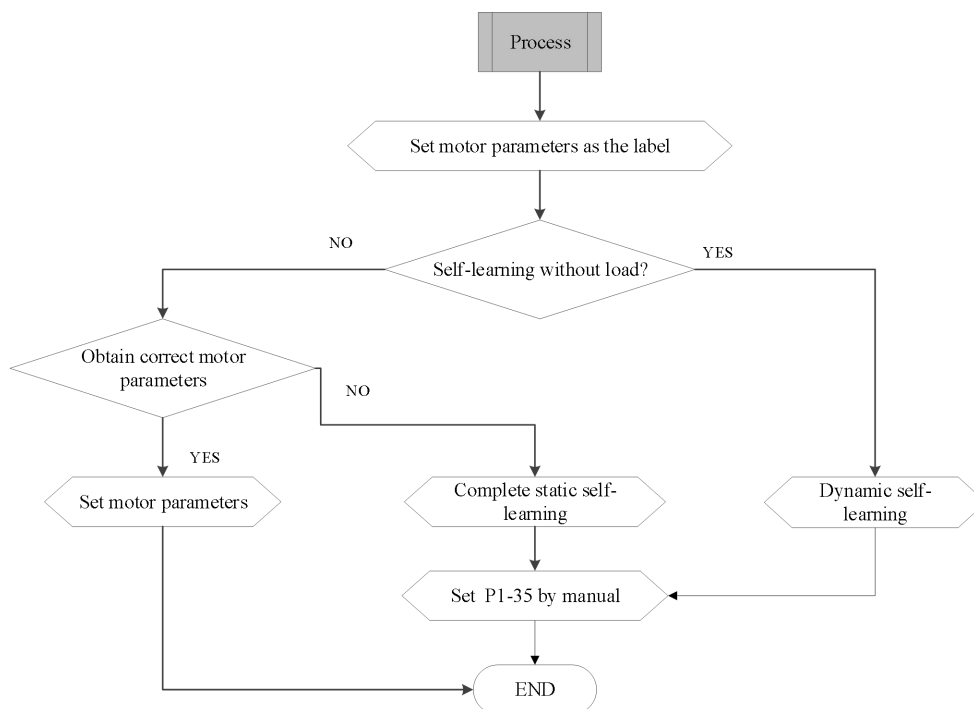 Process
Set motor parameters as the label
NO
YES
Self-learning without load?
Obtain correct motor
parameters
NO
YES
Set motor parameters
Complete static self-
learning
Dynamic self-
learning
Set P1-35 by manual
END